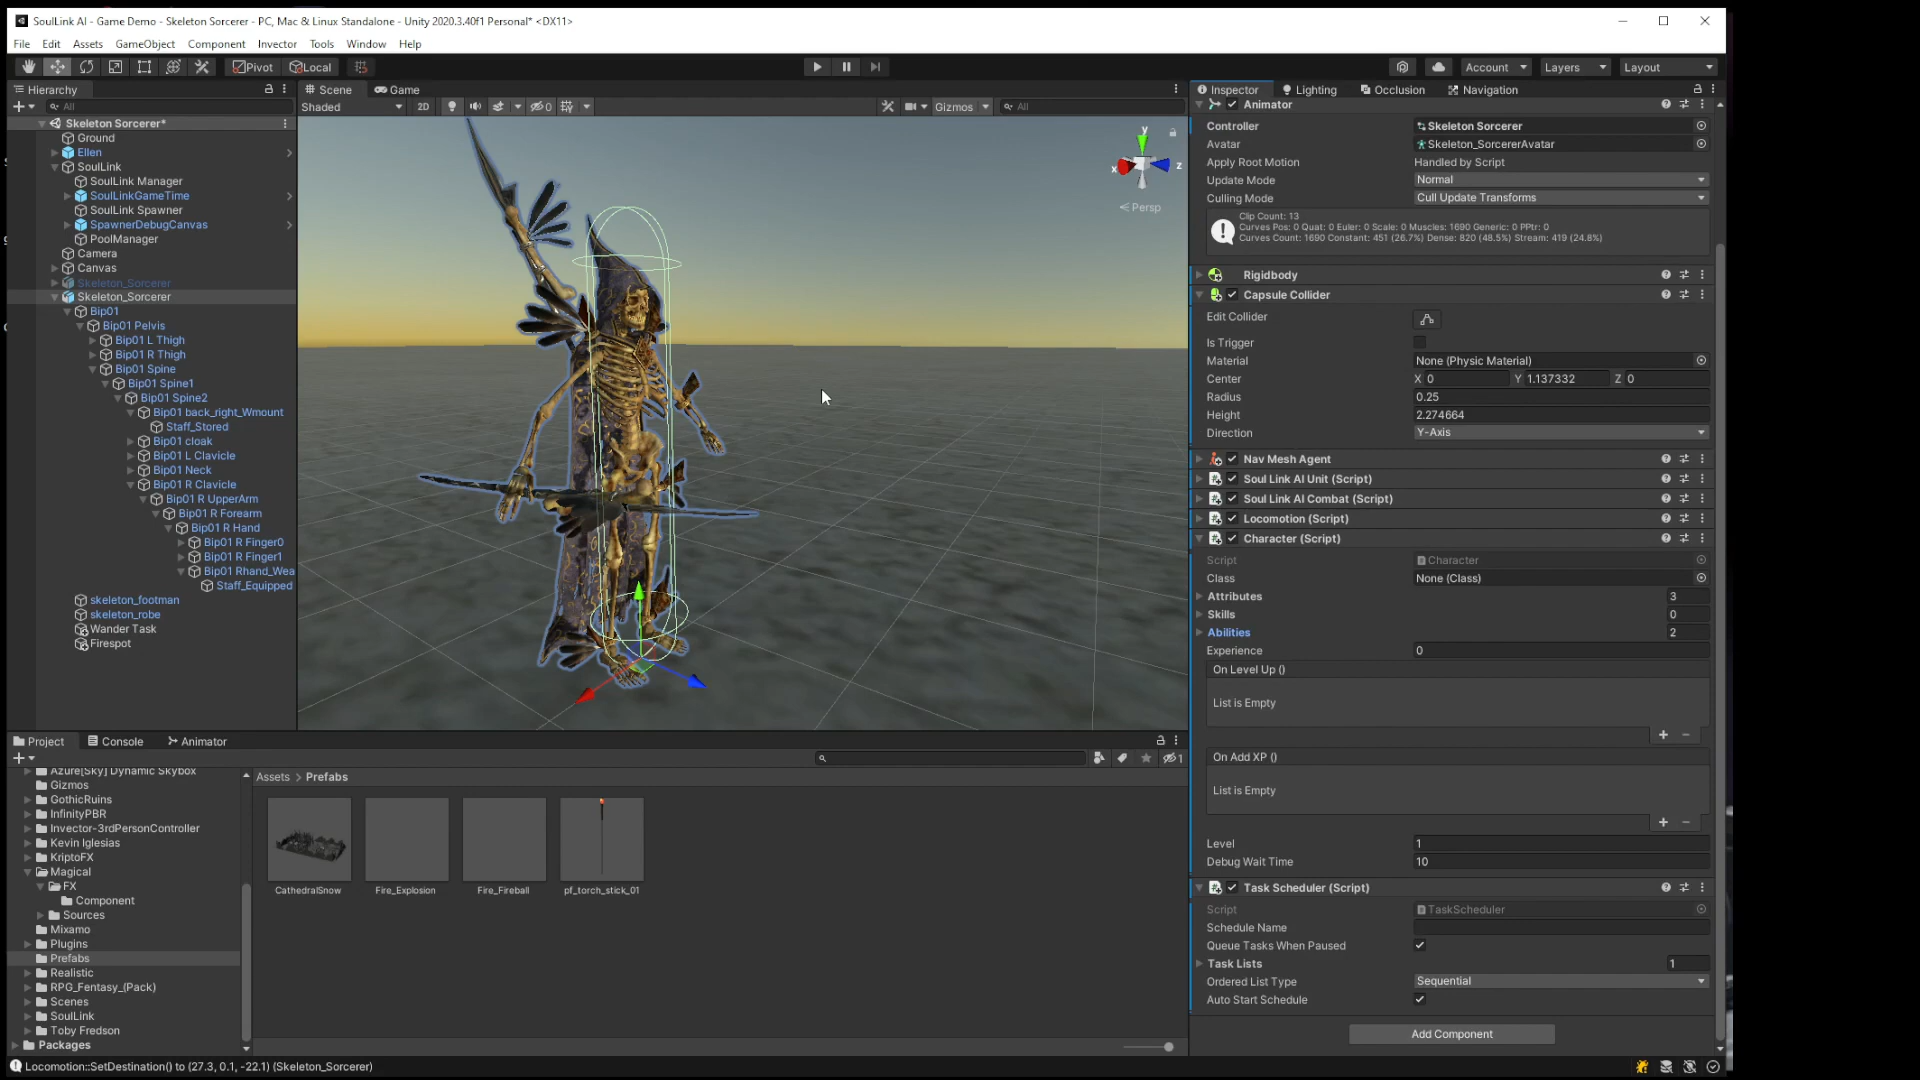 SoulLink AI - Game Demo - Skeleton Sorcerer - PC, Mac & Linux Standalone - Unity 2020.3.40f1 Personal* <DX11>
File Edit Assets GameObject Component Invector Tools Window Help
Pivot Local
Account Layers Layout
Hierarchy
All
Skeleton Sorcerer*
Ground
Ellen
SoulLink
SoulLink Manager
SoulLinkGameTime
SoulLink Spawner
SpawnerDebugCanvas
PoolManager
Camera
Canvas
Skeleton_Sorcerer
Skeleton_Sorcerer
Bip01
Bip01 Pelvis
Bip01 L Thigh
Bip01 R Thigh
Bip01 Spine
Bip01 Spine1
Bip01 Spine2
Bip01 back_right_Wmount
Staff_Stored
Bip01 cloak
Bip01 L Clavicle
Bip01 Neck
Bip01 R Clavicle
Bip01 R UpperArm
Bip01 R Forearm
Bip01 R Hand
Bip01 R Finger0
Bip01 R Finger1
Bip01 Rhand_Wea
Staff_Equipped
skeleton_footman
skeleton_robe
Wander Task
Firespot
Scene Game
Shaded 2D 0 Gizmos All
y
x z
Persp
Inspector Lighting Occlusion Navigation
Animator
Controller Skeleton Sorcerer
Avatar Skeleton_SorcererAvatar
Apply Root Motion Handled by Script
Update Mode Normal
Culling Mode Cull Update Transforms
Clip Count: 13
Curves Pos: 0 Quat: 0 Euler: 0 Scale: 0 Muscles: 1690 Generic: 0 PPtr: 0
Curves Count: 1690 Constant: 451 (26.7%) Dense: 820 (48.5%) Stream: 419 (24.8%)
Rigidbody
Capsule Collider
Edit Collider
Is Trigger
Material None (Physic Material)
Center X 0 Y 1.137332 Z 0
Radius 0.25
Height 2.274664
Direction Y-Axis
Nav Mesh Agent
Soul Link AI Unit (Script)
Soul Link AI Combat (Script)
Locomotion (Script)
Character (Script)
Script Character
Class None (Class)
Attributes 3
Skills 0
Abilities 2
Experience 0
On Level Up ()
List is Empty
+ −
On Add XP ()
List is Empty
+ −
Level 1
Debug Wait Time 10
Task Scheduler (Script)
Script TaskScheduler
Schedule Name
Queue Tasks When Paused
Task Lists 1
Ordered List Type Sequential
Auto Start Schedule
Add Component
Project Console Animator
1
Azure[Sky] Dynamic Skybox
Gizmos
GothicRuins
InfinityPBR
Invector-3rdPersonController
Kevin Iglesias
KriptoFX
Magical
FX
Component
Sources
Mixamo
Plugins
Prefabs
Realistic
RPG_Fantasy_(Pack)
Scenes
SoulLink
Toby Fredson
Packages
Assets > Prefabs
CathedralSnow Fire_Explosion Fire_Fireball pf_torch_stick_01
Locomotion::SetDestination() to (27.3, 0.1, -22.1) (Skeleton_Sorcerer)